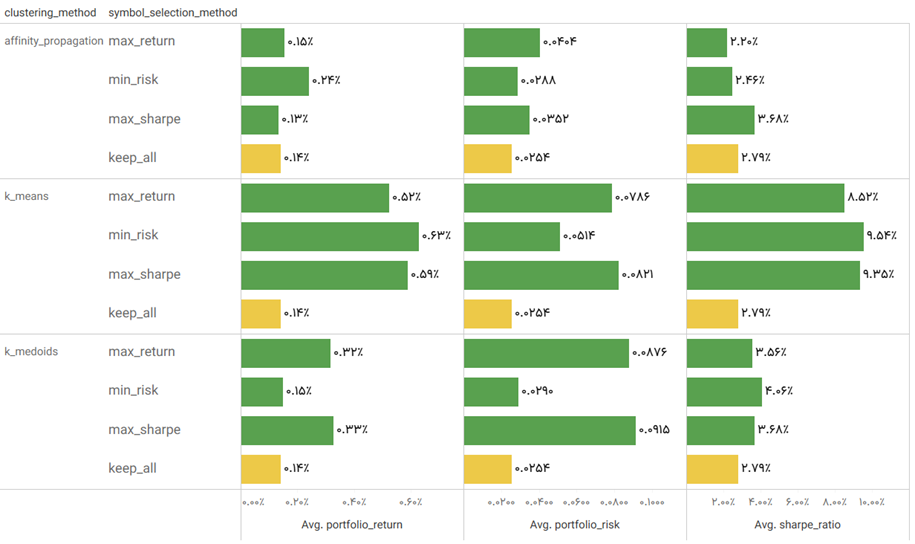 clustering_method symbol_selection_method
affinity_propagation max_return ۰.۱۵٪ ۰.۰۴۰۴ ۲.۲۰٪
min_risk ۰.۲۴٪ ۰.۰۲۸۸ ۲.۴۶٪
max_sharpe ۰.۱۳٪ ۰.۰۳۵۲ ۳.۶۸٪
keep_all ۰.۱۴٪ ۰.۰۲۵۴ ۲.۷۹٪
k_means max_return ۰.۵۲٪ ۰.۰۷۸۶ ۸.۵۲٪
min_risk ۰.۶۳٪ ۰.۰۵۱۴ ۹.۵۴٪
max_sharpe ۰.۵۹٪ ۰.۰۸۲۱ ۹.۳۵٪
keep_all ۰.۱۴٪ ۰.۰۲۵۴ ۲.۷۹٪
k_medoids max_return ۰.۳۲٪ ۰.۰۸۷۶ ۳.۵۶٪
min_risk ۰.۱۵٪ ۰.۰۲۹۰ ۴.۰۶٪
max_sharpe ۰.۳۳٪ ۰.۰۹۱۵ ۳.۶۸٪
keep_all ۰.۱۴٪ ۰.۰۲۵۴ ۲.۷۹٪
۰.۰۰٪ ۰.۲۰٪ ۰.۴۰٪ ۰.۶۰٪ ۰.۰۲۰۰ ۰.۰۴۰۰ ۰.۰۶۰۰ ۰.۰۸۰۰ ۰.۱۰۰۰ ۲.۰۰٪ ۴.۰۰٪ ۶.۰۰٪ ۸.۰۰٪ ۱۰.۰۰٪
Avg. portfolio_return Avg. portfolio_risk Avg. sharpe_ratio